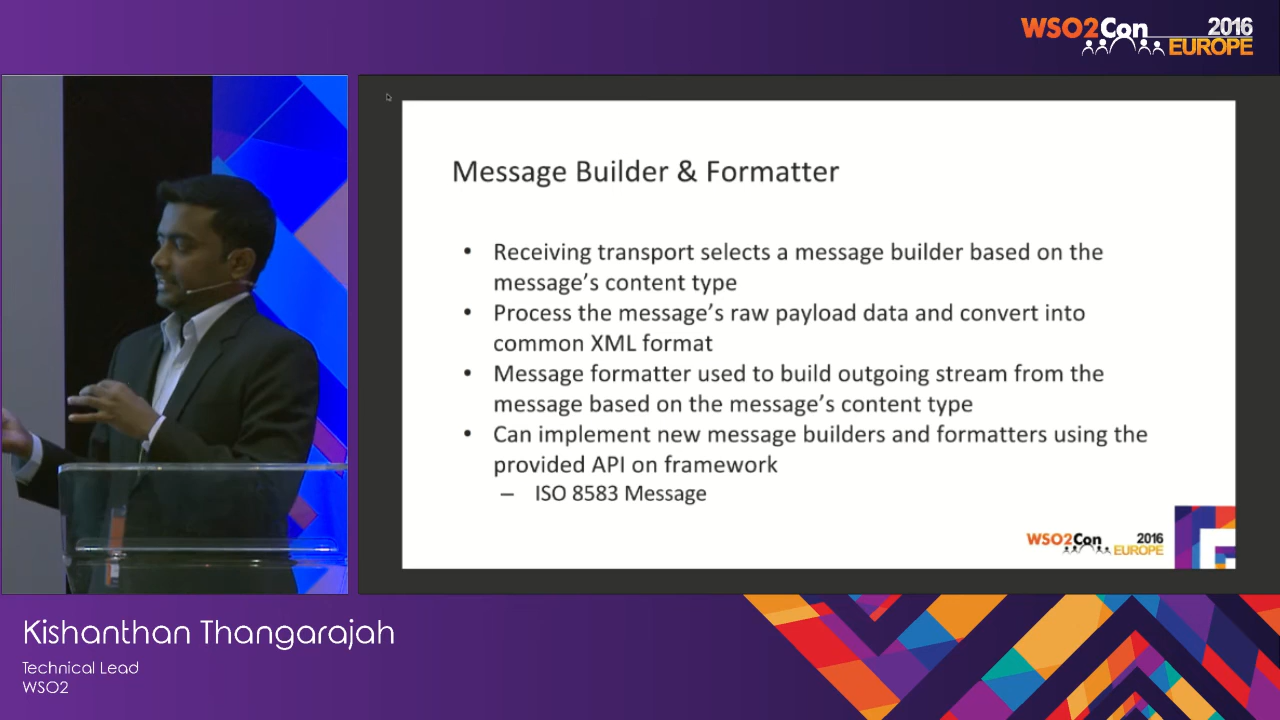 WSO2Con 2016
EUROPE
Message Builder & Formatter
• Receiving transport selects a message builder based on the
message’s content type
• Process the message’s raw payload data and convert into
common XML format
• Message formatter used to build outgoing stream from the
message based on the message’s content type
• Can implement new message builders and formatters using the
provided API on framework
– ISO 8583 Message
WSO2Con 2016
EUROPE
Kishanthan Thangarajah
Technical Lead
WSO2